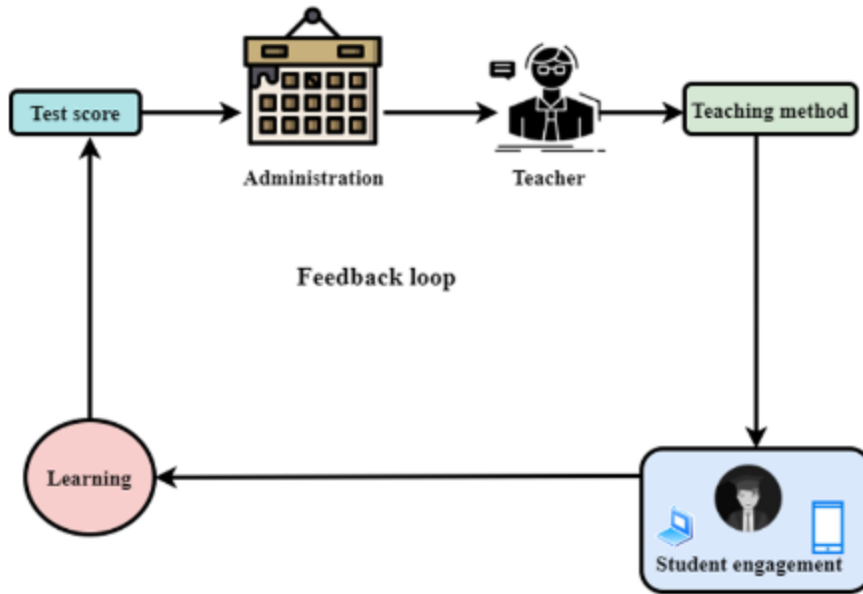 Test score
Administration
Teacher
Teaching method
Feedback loop
Learning
Student engagement